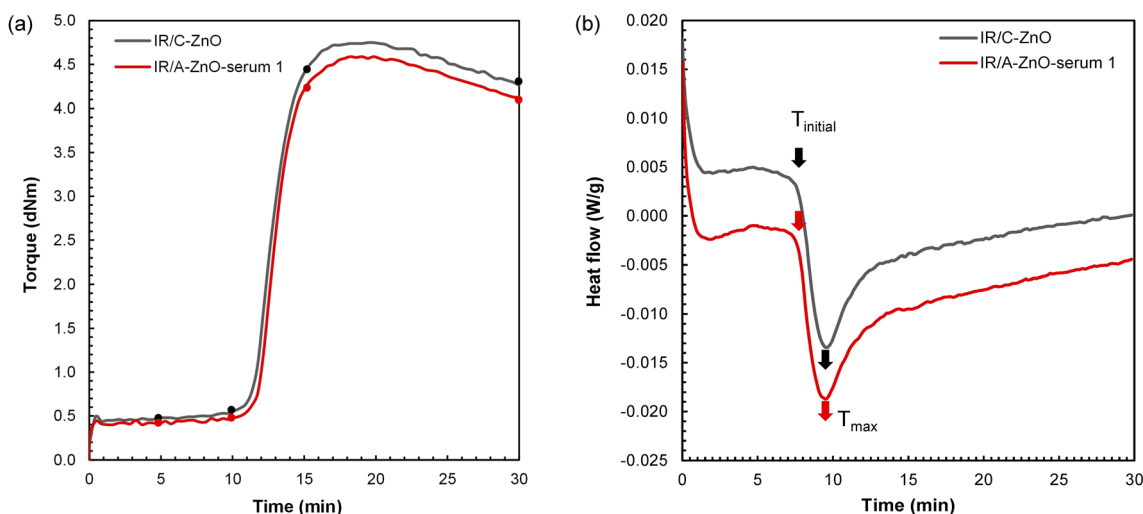 (a)
IR/C-ZnO
IR/A-ZnO-serum 1
Torque (dNm)
5.0
4.5
4.0
3.5
3.0
2.5
2.0
1.5
1.0
0.5
0.0
0 5 10 15 20 25 30
Time (min)
(b)
IR/C-ZnO
IR/A-ZnO-serum 1
Heat flow (W/g)
0.020
0.015
0.010
0.005
0.000
-0.005
-0.010
-0.015
-0.020
-0.025
Tinitial
Tmax
0 5 10 15 20 25 30
Time (min)